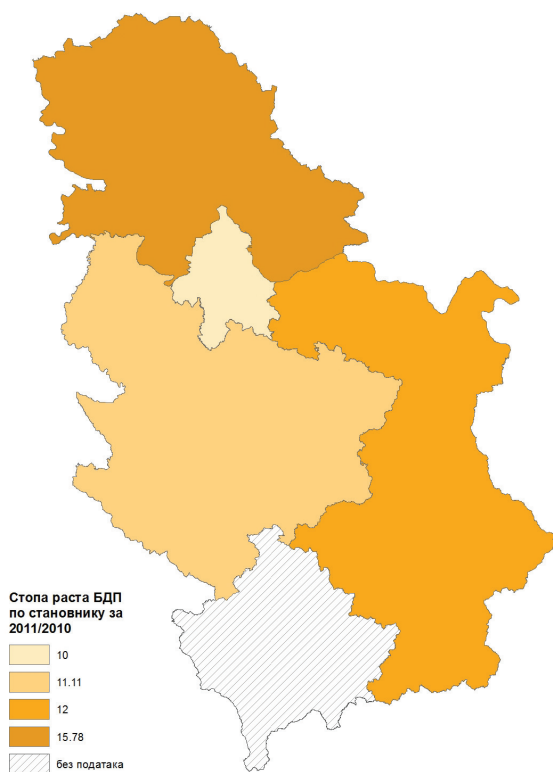 Стопа раста БДП
по становнику за
2011/2010
10
11.11
12
15.78
без података